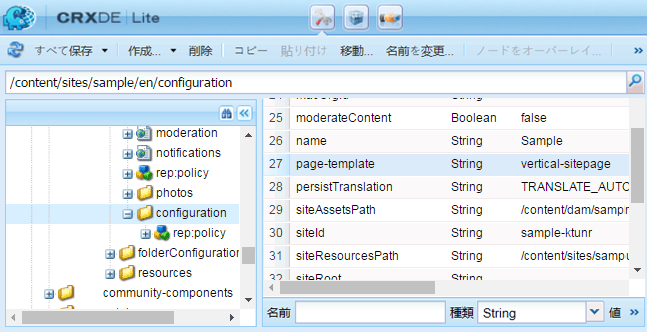 CRXDE | Lite
すべて保存 作成... 削除 コピー 貼り付け 移動... 名前を変更... ノードをオーバーレイ... »
/content/sites/sample/en/configuration
moderation
notifications
rep:policy
photos
configuration
rep:policy
folderConfiguration
resources
community-components
25 moderateContent Boolean false
26 name String Sample
27 page-template String vertical-sitepage
28 persistTranslation String TRANSLATE_AUTO
29 siteAssetsPath String /content/dam/samp
30 siteId String sample-ktunr
31 siteResourcesPath String /content/sites/samp
32 siteRoot String
名前 種類 String 値 »